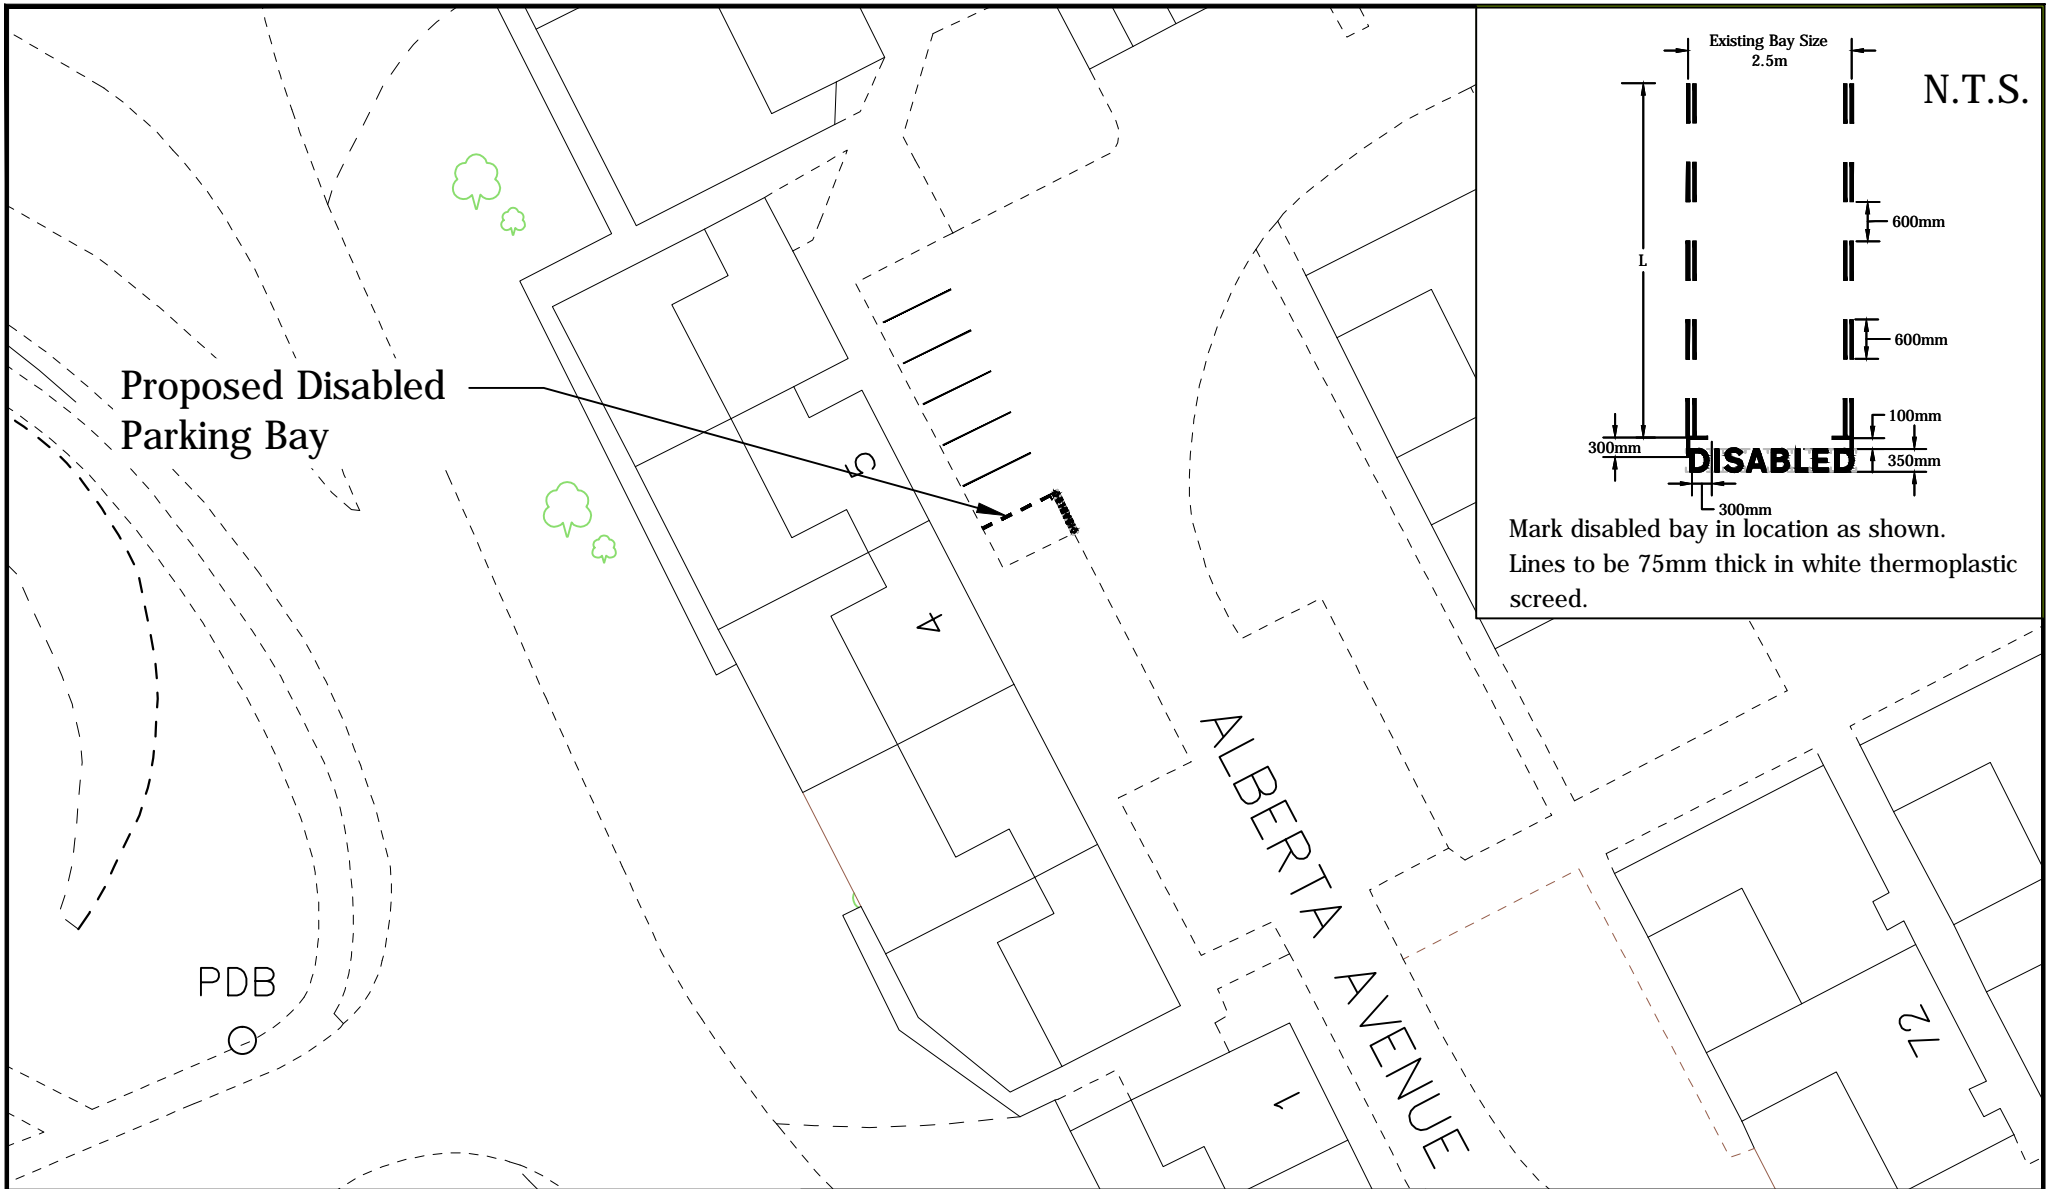 Existing Bay Size
2.5m
N.T.S.
600mm
L
600mm
100mm
300mm
DISABLED
350mm
300mm
Mark disabled bay in location as shown.
Lines to be 75mm thick in white thermoplastic
screed.
Proposed Disabled
Parking Bay
5
4
ALBERTA AVENUE
PDB
72
1